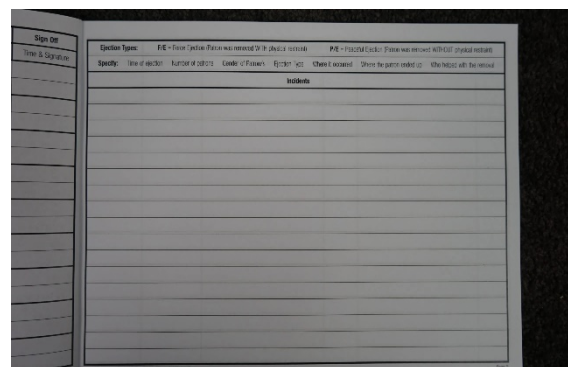 Sign Off
Time & Signature
Ejection Types: F/E = Force Ejection (Patron was removed WITH physical restraint) P/E = Peaceful Ejection (Patron was removed WITHOUT physical restraint)
Specify: Time of ejection Number of patrons Gender of Patron/s Ejection Type Where it occured Where the patron ended up Who helped with the removal
Incidents